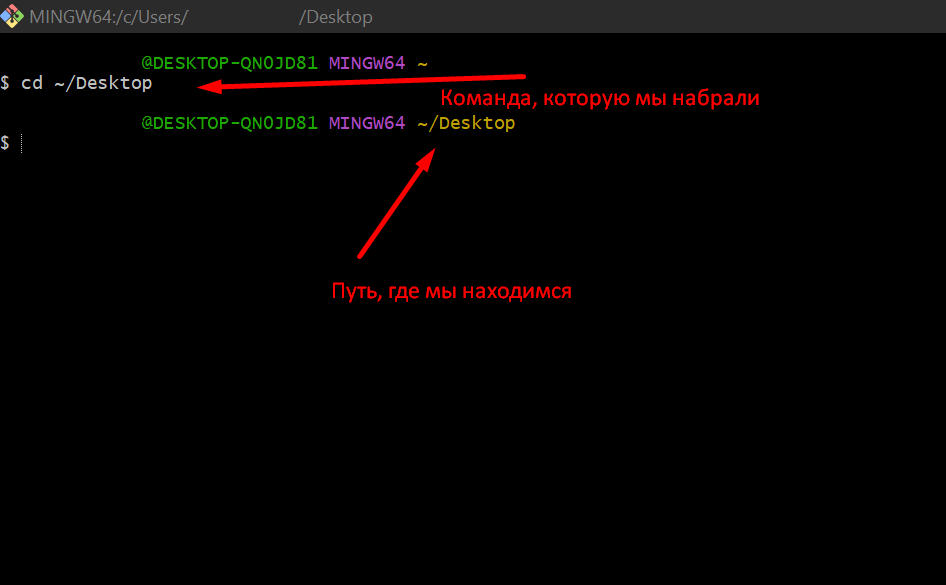 MINGW64:/c/Users/ /Desktop
@DESKTOP-QN0JD81 MINGW64 ~
$ cd ~/Desktop
Команда, которую мы набрали
@DESKTOP-QN0JD81 MINGW64 ~/Desktop
$
Путь, где мы находимся